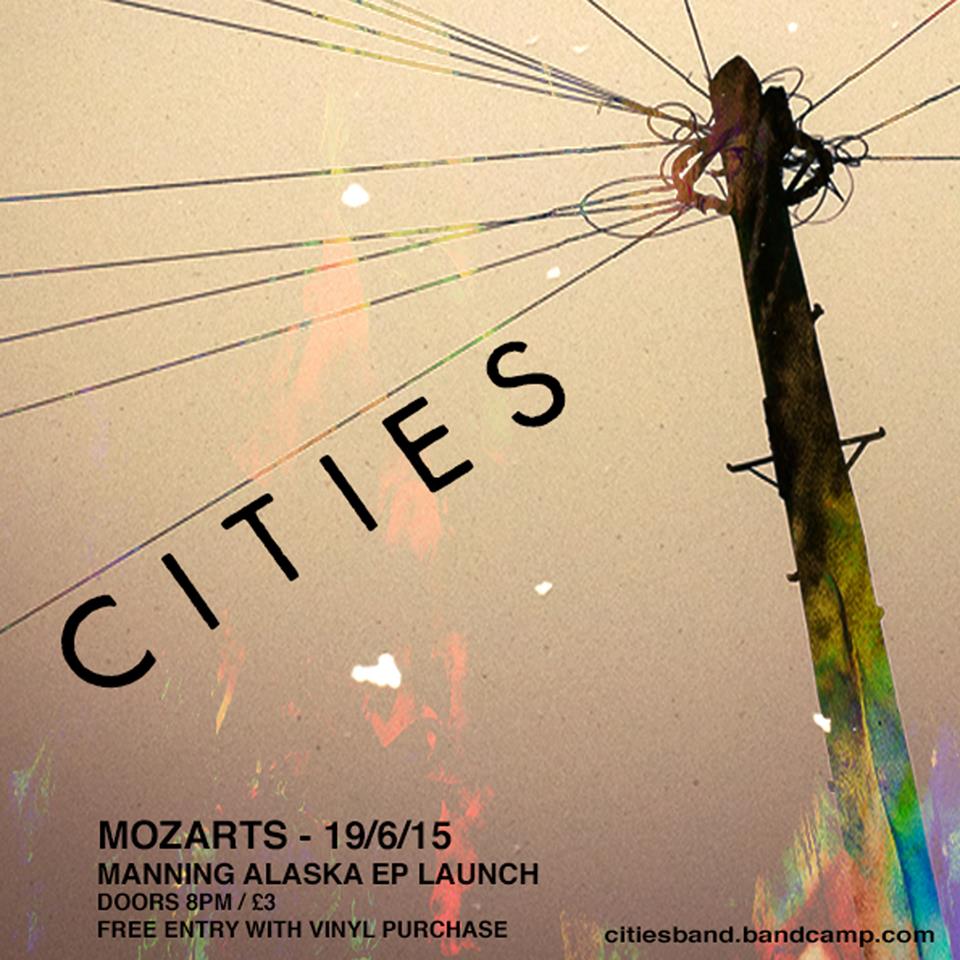 CITIES
MOZARTS - 19/6/15
MANNING ALASKA EP LAUNCH
DOORS 8PM / £3
FREE ENTRY WITH VINYL PURCHASE
citiesband.bandcamp.com